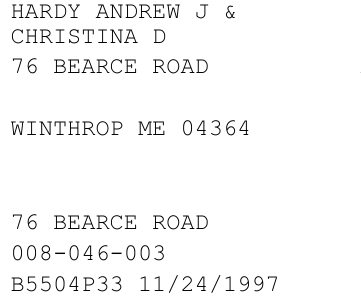 HARDY ANDREW J &
CHRISTINA D
76 BEARCE ROAD
WINTHROP ME 04364
76 BEARCE ROAD
008-046-003
B5504P33 11/24/1997